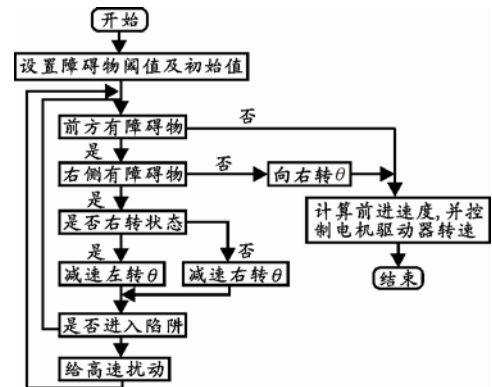 开始
设置障碍物阈值及初始值
前方有障碍物
否
是
右侧有障碍物
否
向右转θ
是
是否右转状态
计算前进速度,并控
制电机驱动器转速
是
否
减速左转θ
减速右转θ
结束
是否进入陷阱
给高速扰动